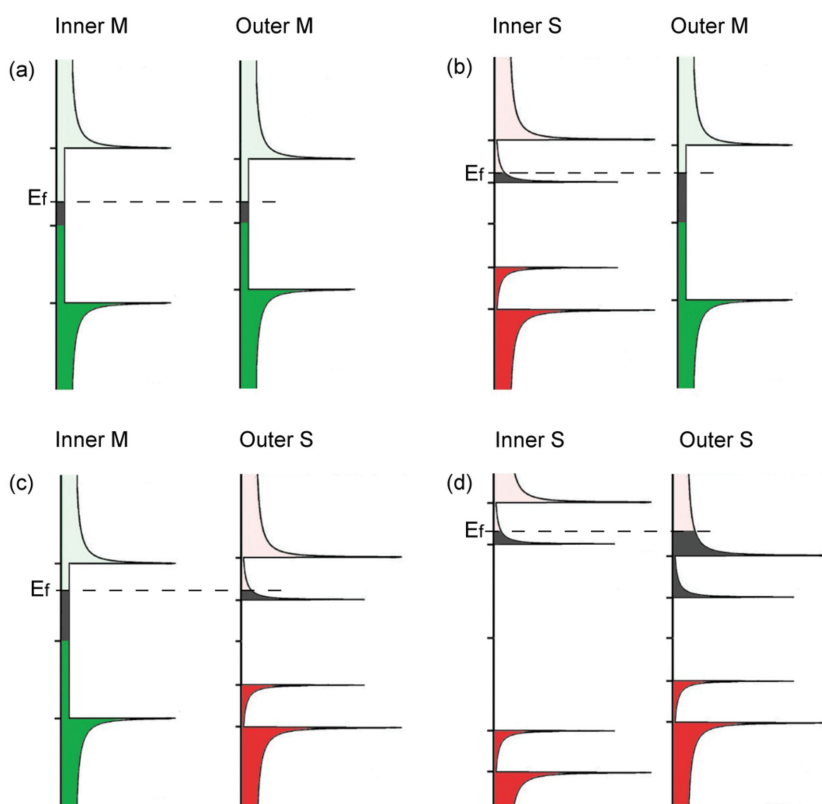 Inner M Outer M Inner S Outer M
(a) (b)
Ef Ef
Inner M Outer S Inner S Outer S
(c) (d)
Ef Ef